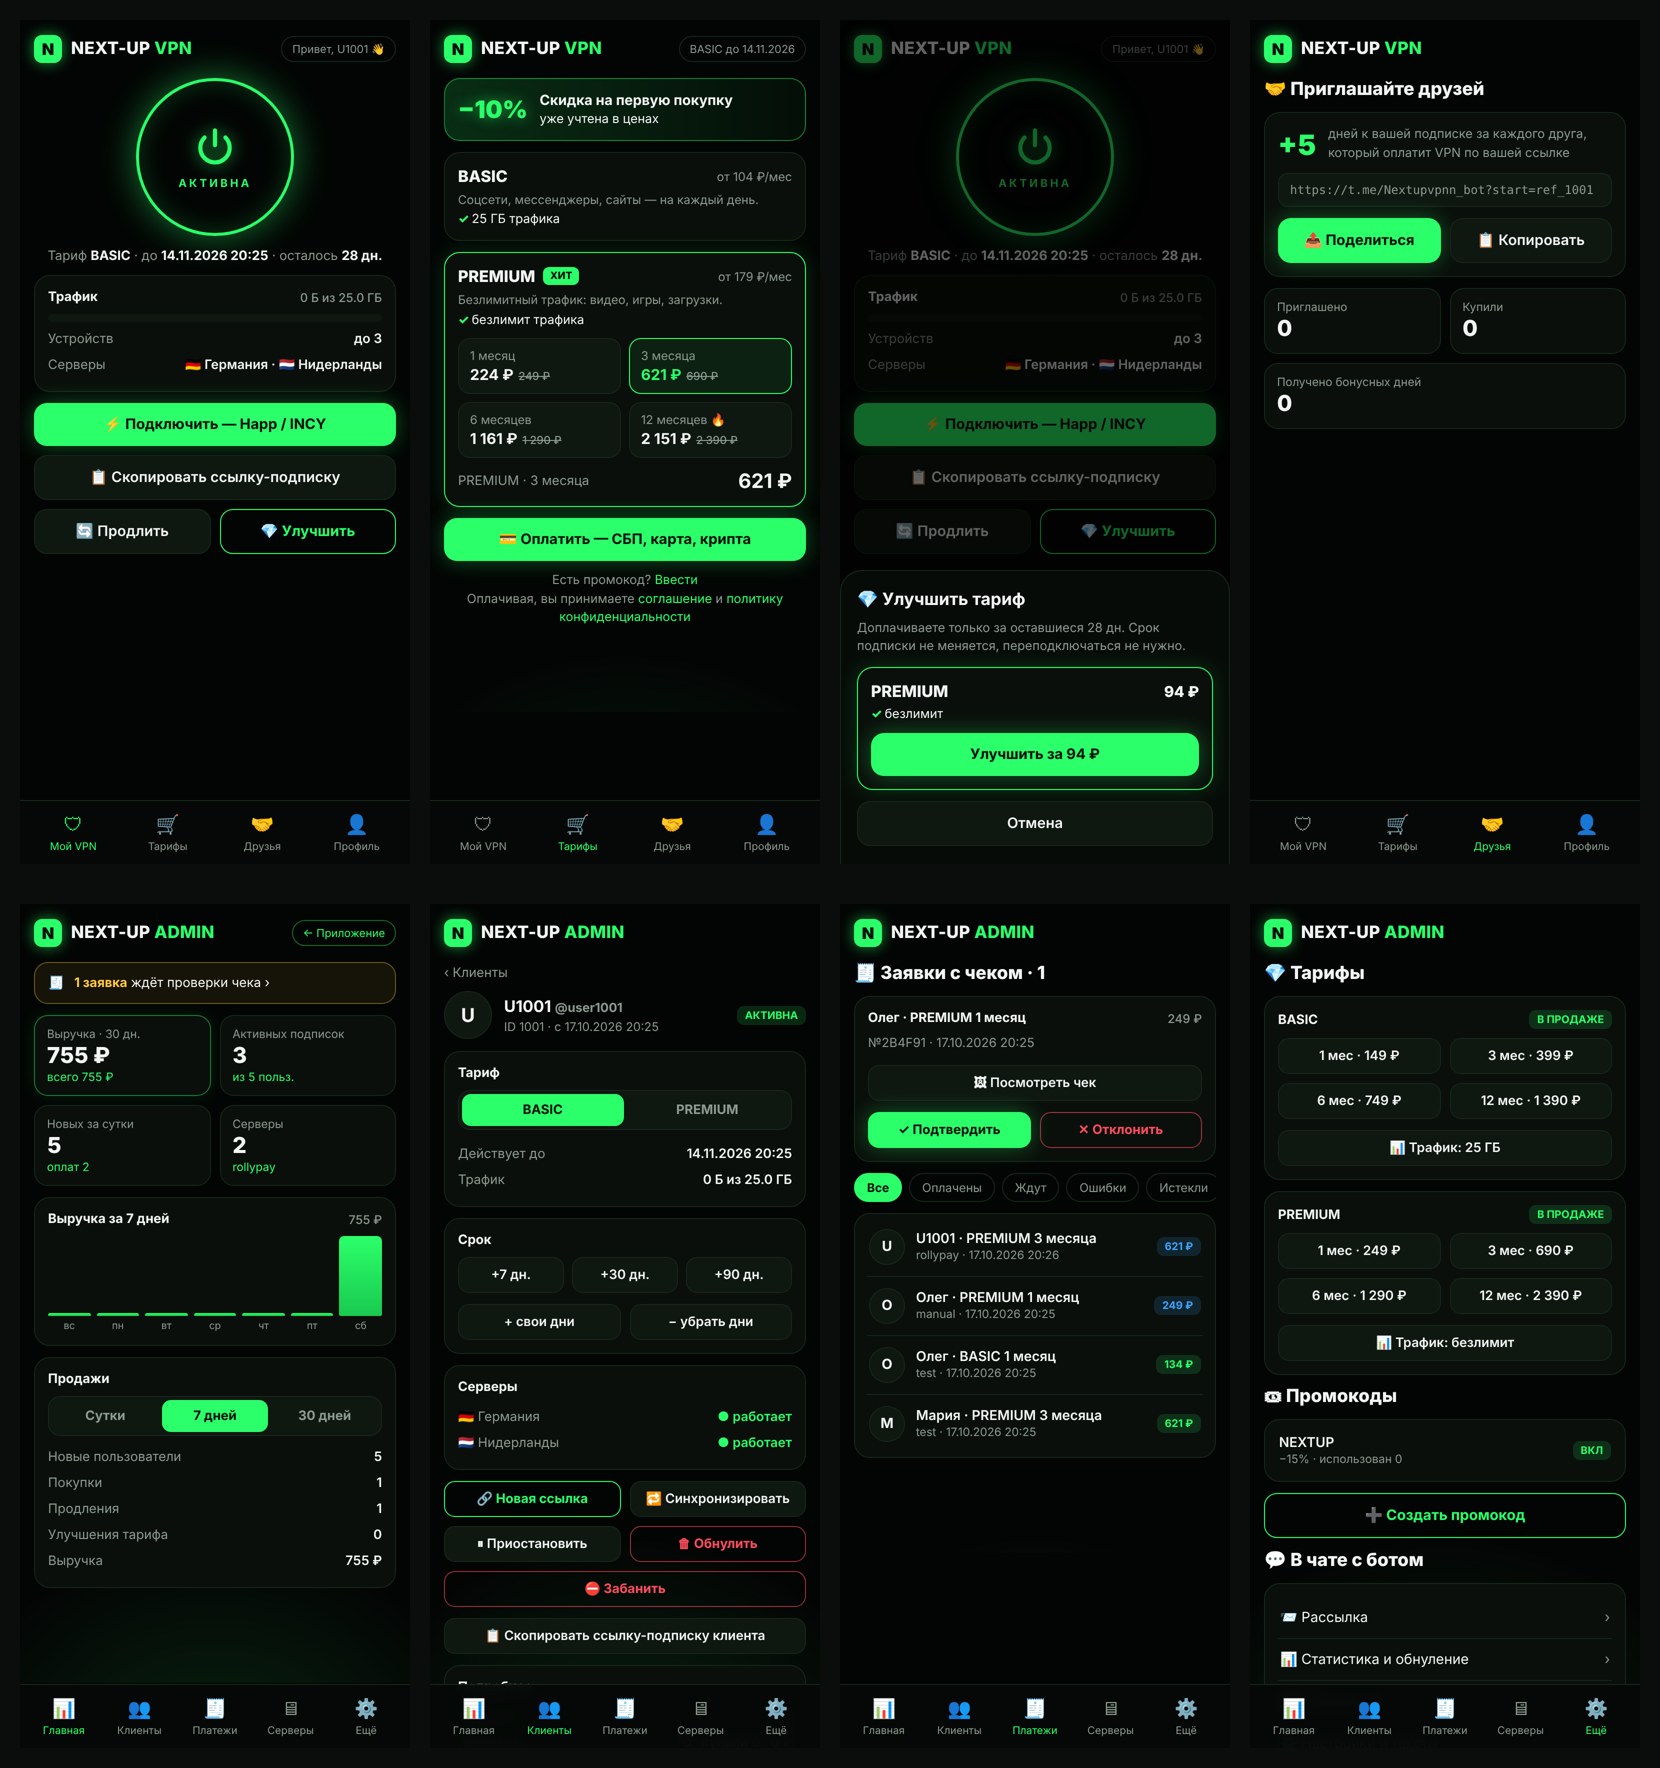 N NEXT-UP VPN
Привет, U1001 👋
АКТИВНА
Тариф BASIC · до 14.11.2026 20:25 · осталось 28 дн.
Трафик 0 Б из 25.0 ГБ
Устройств до 3
Серверы 🇩🇪 Германия · 🇳🇱 Нидерланды
⚡ Подключить — Happ / INCY
📋 Скопировать ссылку-подписку
🔄 Продлить
💎 Улучшить
Мой VPN
Тарифы
Друзья
Профиль
N NEXT-UP VPN
BASIC до 14.11.2026
−10% Скидка на первую покупку
уже учтена в ценах
BASIC от 104 ₽/мес
Соцсети, мессенджеры, сайты — на каждый день.
✓ 25 ГБ трафика
PREMIUM ХИТ от 179 ₽/мес
Безлимитный трафик: видео, игры, загрузки.
✓ безлимит трафика
1 месяц
224 ₽ 249 ₽
3 месяца
621 ₽ 690 ₽
6 месяцев
1 161 ₽ 1 290 ₽
12 месяцев 🔥
2 151 ₽ 2 390 ₽
PREMIUM · 3 месяца 621 ₽
💳 Оплатить — СБП, карта, крипта
Есть промокод? Ввести
Оплачивая, вы принимаете соглашение и политику
конфиденциальности
Мой VPN
Тарифы
Друзья
Профиль
N NEXT-UP VPN
Привет, U1001 👋
АКТИВНА
Тариф BASIC · до 14.11.2026 20:25 · осталось 28 дн.
Трафик 0 Б из 25.0 ГБ
Устройств до 3
Серверы 🇩🇪 Германия · 🇳🇱 Нидерланды
⚡ Подключить — Happ / INCY
📋 Скопировать ссылку-подписку
🔄 Продлить
💎 Улучшить
💎 Улучшить тариф
Доплачиваете только за оставшиеся 28 дн. Срок
подписки не меняется, переподключаться не нужно.
PREMIUM 94 ₽
✓ безлимит
Улучшить за 94 ₽
Отмена
N NEXT-UP VPN
🤝 Приглашайте друзей
+5 дней к вашей подписке за каждого друга,
который оплатит VPN по вашей ссылке
https://t.me/Nextupvpnn_bot?start=ref_1001
📤 Поделиться
📋 Копировать
Приглашено
0
Купили
0
Получено бонусных дней
0
Мой VPN
Тарифы
Друзья
Профиль
N NEXT-UP ADMIN
← Приложение
🧾 1 заявка ждёт проверки чека ›
Выручка · 30 дн.
755 ₽
всего 755 ₽
Активных подписок
3
из 5 польз.
Новых за сутки
5
оплат 2
Серверы
2
rollypay
Выручка за 7 дней 755 ₽
вс пн вт ср чт пт сб
Продажи
Сутки 7 дней 30 дней
Новые пользователи 5
Покупки 1
Продления 1
Улучшения тарифа 0
Выручка 755 ₽
Главная
Клиенты
Платежи
Серверы
Ещё
N NEXT-UP ADMIN
‹ Клиенты
U
U1001 @user1001
ID 1001 · с 17.10.2026 20:25
АКТИВНА
Тариф
BASIC PREMIUM
Действует до 14.11.2026 20:25
Трафик 0 Б из 25.0 ГБ
Срок
+7 дн.
+30 дн.
+90 дн.
+ свои дни
− убрать дни
Серверы
🇩🇪 Германия ● работает
🇳🇱 Нидерланды ● работает
🔗 Новая ссылка
🔁 Синхронизировать
⏸ Приостановить
🗑 Обнулить
⛔ Забанить
📋 Скопировать ссылку-подписку клиента
Главная
Клиенты
Платежи
Серверы
Ещё
N NEXT-UP ADMIN
🧾 Заявки с чеком · 1
Олег · PREMIUM 1 месяц 249 ₽
№2B4F91 · 17.10.2026 20:25
🖼 Посмотреть чек
✓ Подтвердить
✕ Отклонить
Все Оплачены Ждут Ошибки Истекли
U
U1001 · PREMIUM 3 месяца
rollypay · 17.10.2026 20:26
621 ₽
О
Олег · PREMIUM 1 месяц
manual · 17.10.2026 20:25
249 ₽
О
Олег · BASIC 1 месяц
test · 17.10.2026 20:25
134 ₽
М
Мария · PREMIUM 3 месяца
test · 17.10.2026 20:25
621 ₽
Главная
Клиенты
Платежи
Серверы
Ещё
N NEXT-UP ADMIN
💎 Тарифы
BASIC В ПРОДАЖЕ
1 мес · 149 ₽
3 мес · 399 ₽
6 мес · 749 ₽
12 мес · 1 390 ₽
📊 Трафик: 25 ГБ
PREMIUM В ПРОДАЖЕ
1 мес · 249 ₽
3 мес · 690 ₽
6 мес · 1 290 ₽
12 мес · 2 390 ₽
📊 Трафик: безлимит
🎟 Промокоды
NEXTUP
−15% · использован 0
ВКЛ
➕ Создать промокод
💬 В чате с ботом
📨 Рассылка ›
📊 Статистика и обнуление ›
Главная
Клиенты
Платежи
Серверы
Ещё